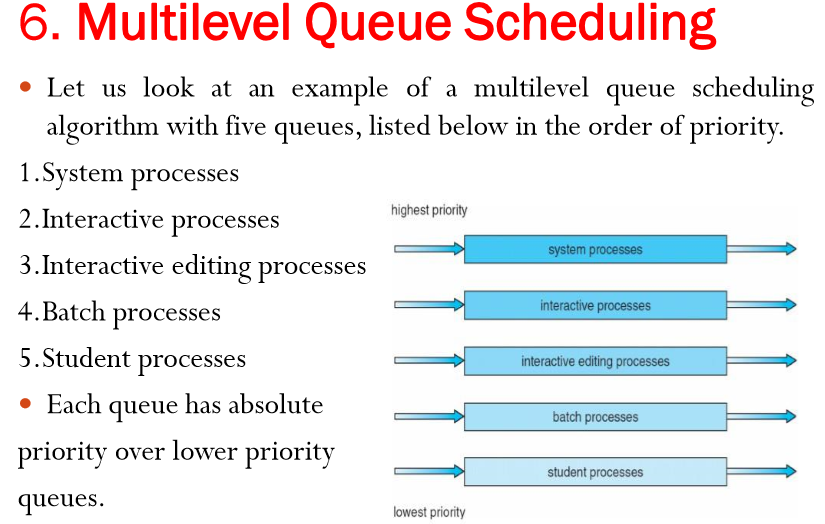 6. Multilevel Queue Scheduling
• Let us look at an example of a multilevel queue scheduling
algorithm with five queues, listed below in the order of priority.
1.System processes
2.Interactive processes
3.Interactive editing processes
4.Batch processes
5.Student processes
• Each queue has absolute
priority over lower priority
queues.
highest priority
system processes
interactive processes
interactive editing processes
batch processes
student processes
lowest priority